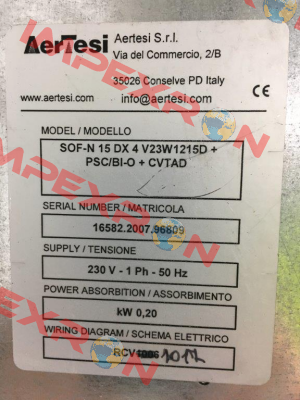 AERTESI
Aertesi S.r.l.
Via del Commercio, 2/B
35026 Conselve PD Italy
www.aertesi.com
info@aertesi.com
CE
MODEL / MODELLO
SOF-N 15 DX 4 V23W1215D +
PSC/BI-O + CVTAD
SERIAL NUMBER / MATRICOLA
16582.2007.96809
SUPPLY / TENSIONE
230 V - 1 Ph - 50 Hz
POWER ABSORBTION / ASSORBIMENTO
kW 0,20
WIRING DIAGRAM / SCHEMA ELETTRICO
1017
IMPEXRON